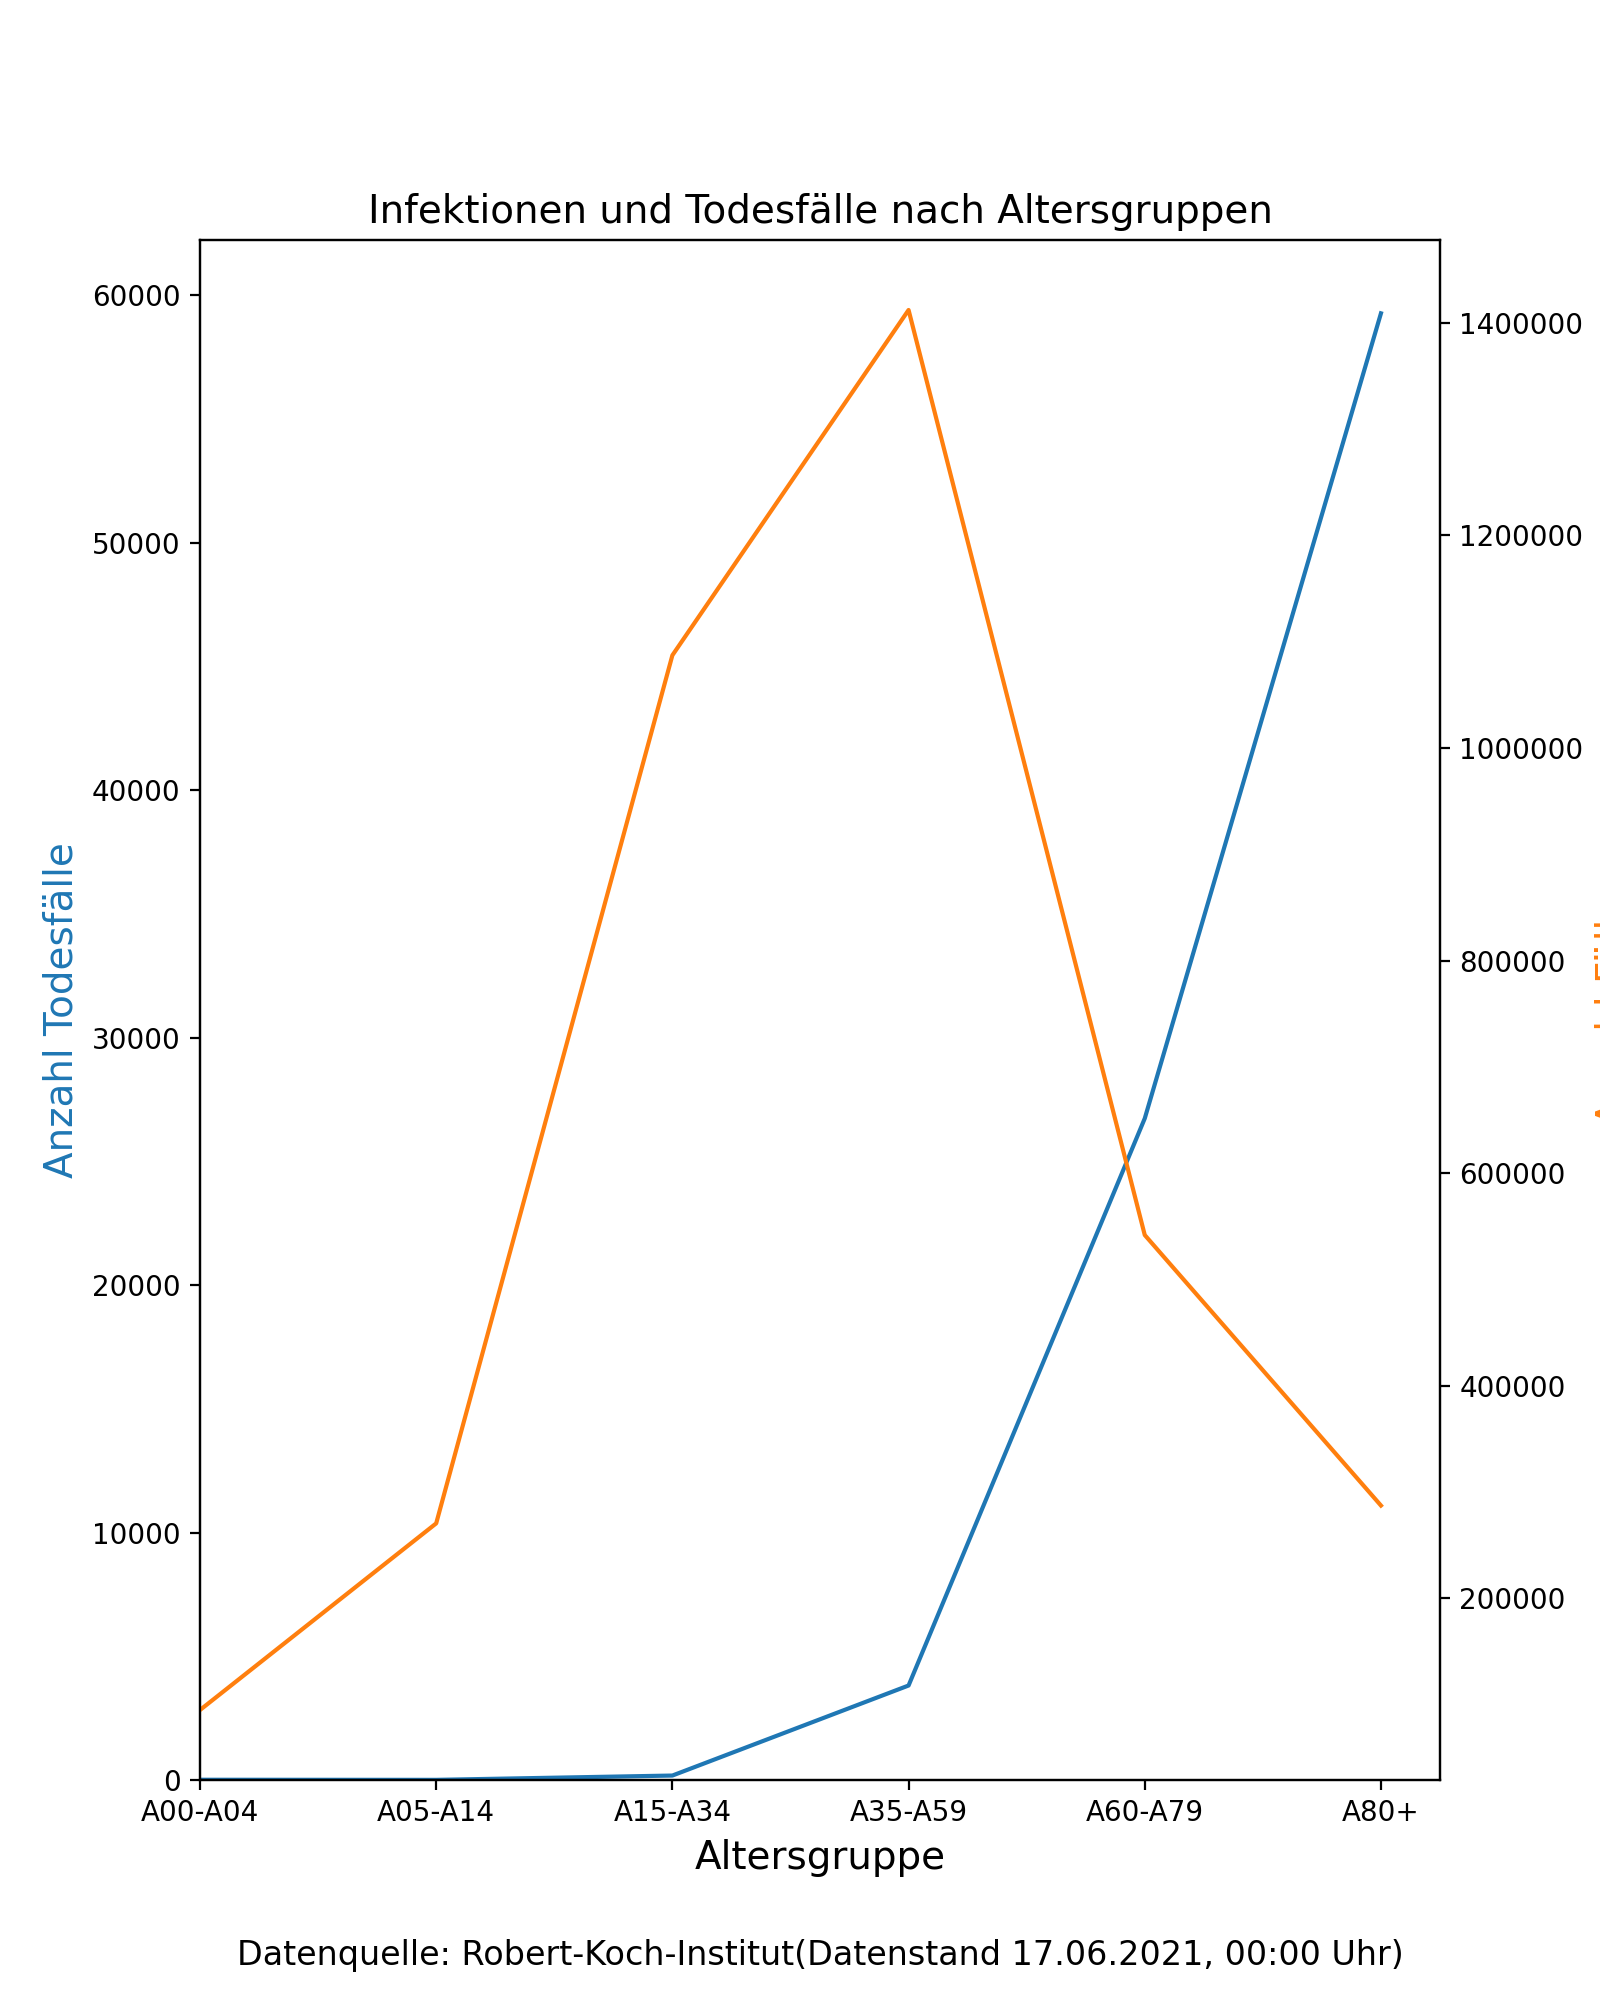 Infektionen und Todesfälle nach Altersgruppen
60000
50000
40000
30000
20000
10000
0
Anzahl Todesfälle
1400000
1200000
1000000
800000
600000
400000
200000
A00-A04 A05-A14 A15-A34 A35-A59 A60-A79 A80+
Altersgruppe
Datenquelle: Robert-Koch-Institut(Datenstand 17.06.2021, 00:00 Uhr)